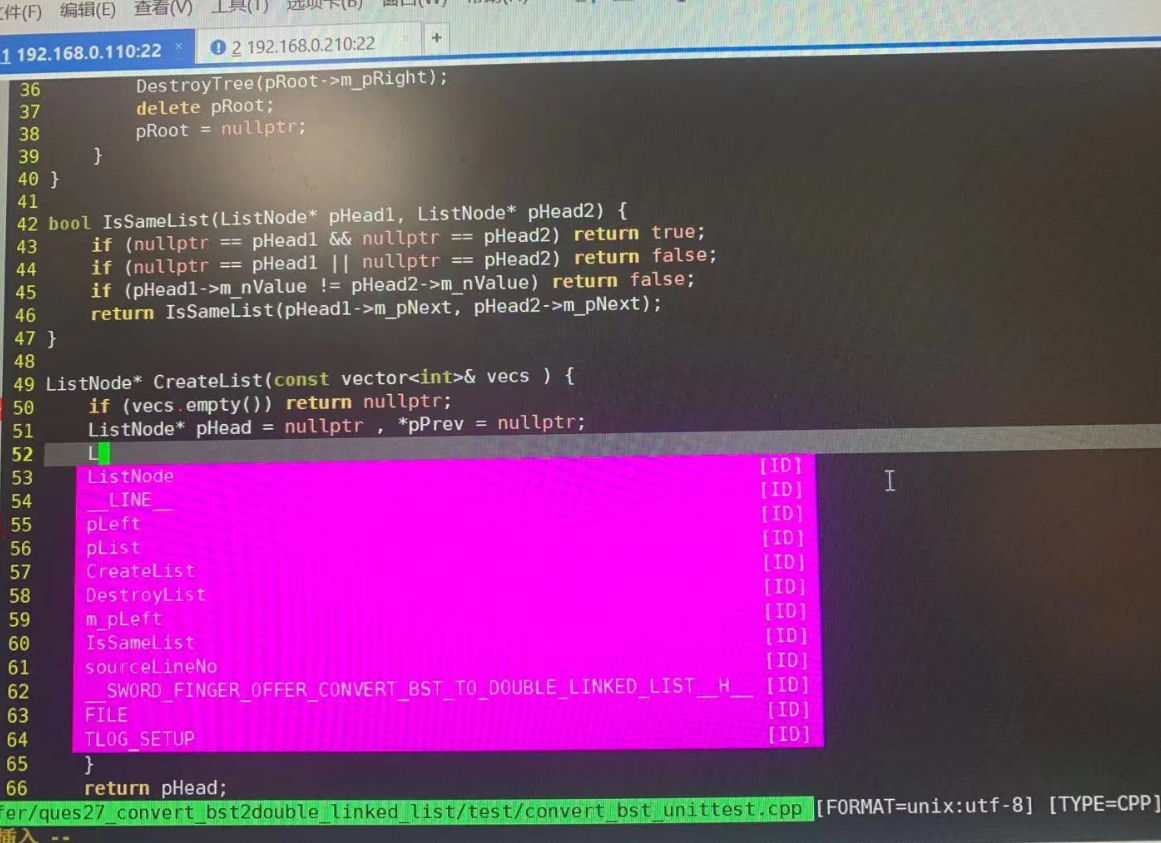 件(F) 编辑(E) 查看(V) 工具(T) 选项卡(B) 窗口(W) 帮助(H)
1 192.168.0.110:22 × 2 192.168.0.210:22 × +
36 DestroyTree(pRoot->m_pRight);
37 delete pRoot;
38 pRoot = nullptr;
39 }
40 }
41
42 bool IsSameList(ListNode* pHead1, ListNode* pHead2) {
43 if (nullptr == pHead1 && nullptr == pHead2) return true;
44 if (nullptr == pHead1 || nullptr == pHead2) return false;
45 if (pHead1->m_nValue != pHead2->m_nValue) return false;
46 return IsSameList(pHead1->m_pNext, pHead2->m_pNext);
47 }
48
49 ListNode* CreateList(const vector<int>& vecs ) {
50 if (vecs.empty()) return nullptr;
51 ListNode* pHead = nullptr , *pPrev = nullptr;
52 L
53 ListNode [ID]
54 __LINE__ [ID]
55 pLeft [ID]
56 pList [ID]
57 CreateList [ID]
58 DestroyList [ID]
59 m_pLeft [ID]
60 IsSameList [ID]
61 sourceLineNo [ID]
62 __SWORD_FINGER_OFFER_CONVERT_BST_TO_DOUBLE_LINKED_LIST__H__ [ID]
63 FILE [ID]
64 TLOG_SETUP [ID]
65 }
66 return pHead;
fer/ques27_convert_bst2double_linked_list/test/convert_bst_unittest.cpp [FORMAT=unix:utf-8] [TYPE=CPP]
插入 --